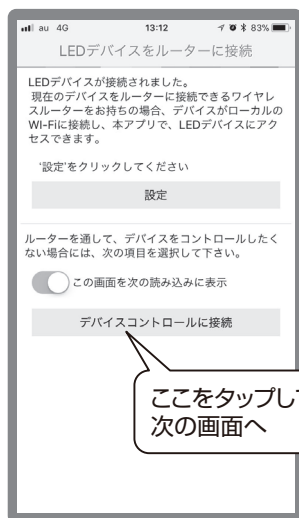 au 4G 13:12 83%
LEDデバイスをルーターに接続
LEDデバイスが接続されました。
現在のデバイスをルーターに接続できるワイヤレ
スルーターをお持ちの場合、デバイスがローカルの
WI-Fiに接続し、本アプリで、LEDデバイスにアク
セスできます。
'設定'をクリックしてください
設定
ルーターを通して、デバイスをコントロールしたく
ない場合には、次の項目を選択して下さい。
この画面を次の読み込みに表示
デバイスコントロールに接続
ここをタップして
次の画面へ